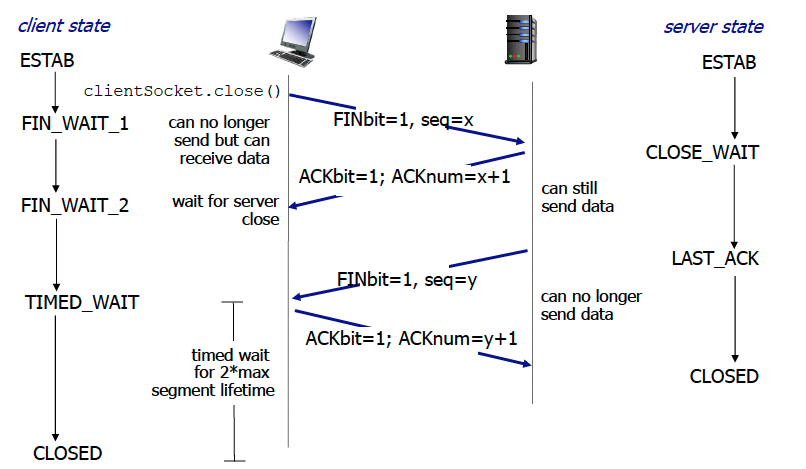 client state
server state
ESTAB
ESTAB
clientSocket.close()
FINbit=1, seq=x
FIN_WAIT_1
can no longer
send but can
receive data
CLOSE_WAIT
ACKbit=1; ACKnum=x+1
can still
send data
FIN_WAIT_2
wait for server
close
LAST_ACK
FINbit=1, seq=y
can no longer
send data
TIMED_WAIT
ACKbit=1; ACKnum=y+1
timed wait
for 2*max
segment lifetime
CLOSED
CLOSED